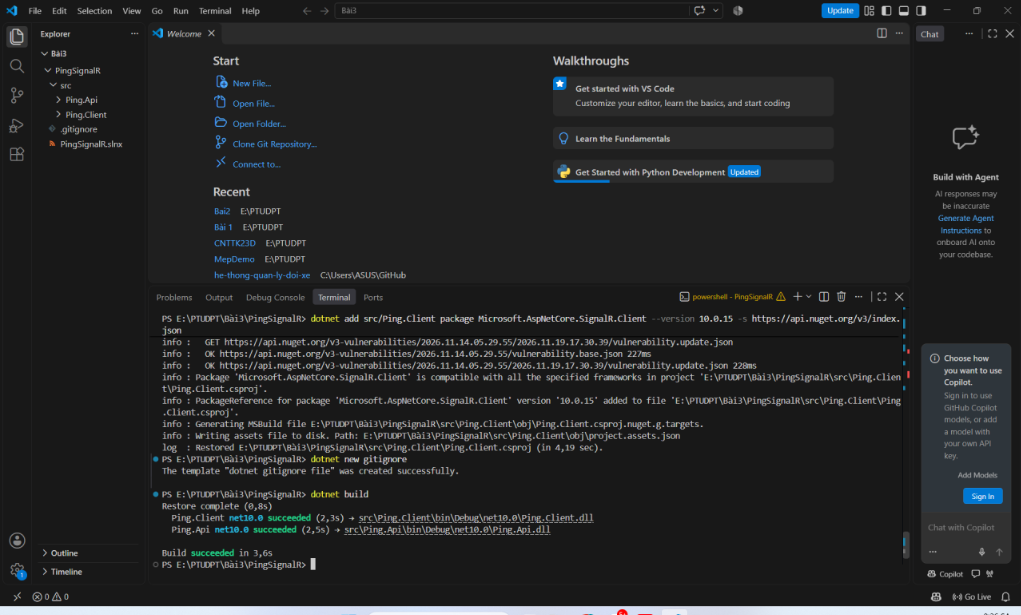 File Edit Selection View Go Run Terminal Help
Bài3
Update
Explorer
Bài3
PingSignalR
src
Ping.Api
Ping.Client
.gitignore
PingSignalR.slnx
Outline
Timeline
Welcome
Start
New File...
Open File...
Open Folder...
Clone Git Repository...
Connect to...
Recent
Bai2 E:\PTUDPT
Bài 1 E:\PTUDPT
CNTTK23D E:\PTUDPT
MepDemo E:\PTUDPT
he-thong-quan-ly-doi-xe C:\Users\ASUS\GitHub
Walkthroughs
Get started with VS Code
Customize your editor, learn the basics, and start coding
Learn the Fundamentals
Get Started with Python Development Updated
Problems Output Debug Console Terminal Ports
powershell - PingSignalR
PS E:\PTUDPT\Bài3\PingSignalR> dotnet add src/Ping.Client package Microsoft.AspNetCore.SignalR.Client --version 10.0.15 -s https://api.nuget.org/v3/index.
json
info :   GET https://api.nuget.org/v3-vulnerabilities/2026.11.14.05.29.55/2026.11.19.17.30.39/vulnerability.update.json
info :   OK https://api.nuget.org/v3-vulnerabilities/2026.11.14.05.29.55/vulnerability.base.json 227ms
info :   OK https://api.nuget.org/v3-vulnerabilities/2026.11.14.05.29.55/2026.11.19.17.30.39/vulnerability.update.json 228ms
info : Package 'Microsoft.AspNetCore.SignalR.Client' is compatible with all the specified frameworks in project 'E:\PTUDPT\Bài3\PingSignalR\src\Ping.Clien
t\Ping.Client.csproj'.
info : PackageReference for package 'Microsoft.AspNetCore.SignalR.Client' version '10.0.15' added to file 'E:\PTUDPT\Bài3\PingSignalR\src\Ping.Client\Ping
.Client.csproj'.
info : Generating MSBuild file E:\PTUDPT\Bài3\PingSignalR\src\Ping.Client\obj\Ping.Client.csproj.nuget.g.targets.
info : Writing assets file to disk. Path: E:\PTUDPT\Bài3\PingSignalR\src\Ping.Client\obj\project.assets.json
log  : Restored E:\PTUDPT\Bài3\PingSignalR\src\Ping.Client\Ping.Client.csproj (in 4,19 sec).
PS E:\PTUDPT\Bài3\PingSignalR> dotnet new gitignore
The template "dotnet gitignore file" was created successfully.
PS E:\PTUDPT\Bài3\PingSignalR> dotnet build
Restore complete (0,8s)
Ping.Client net10.0 succeeded (2,3s) → src\Ping.Client\bin\Debug\net10.0\Ping.Client.dll
Ping.Api net10.0 succeeded (2,5s) → src\Ping.Api\bin\Debug\net10.0\Ping.Api.dll
Build succeeded in 3,6s
PS E:\PTUDPT\Bài3\PingSignalR>
Chat
Build with Agent
AI responses may
be inaccurate
Generate Agent
Instructions to
onboard AI onto
your codebase.
Choose how
you want to use
Copilot.
Sign in to use
GitHub Copilot
models, or add
a model with
your own API
key.
Add Models
Sign In
Chat with Copilot
Copilot
0 0
Go Live